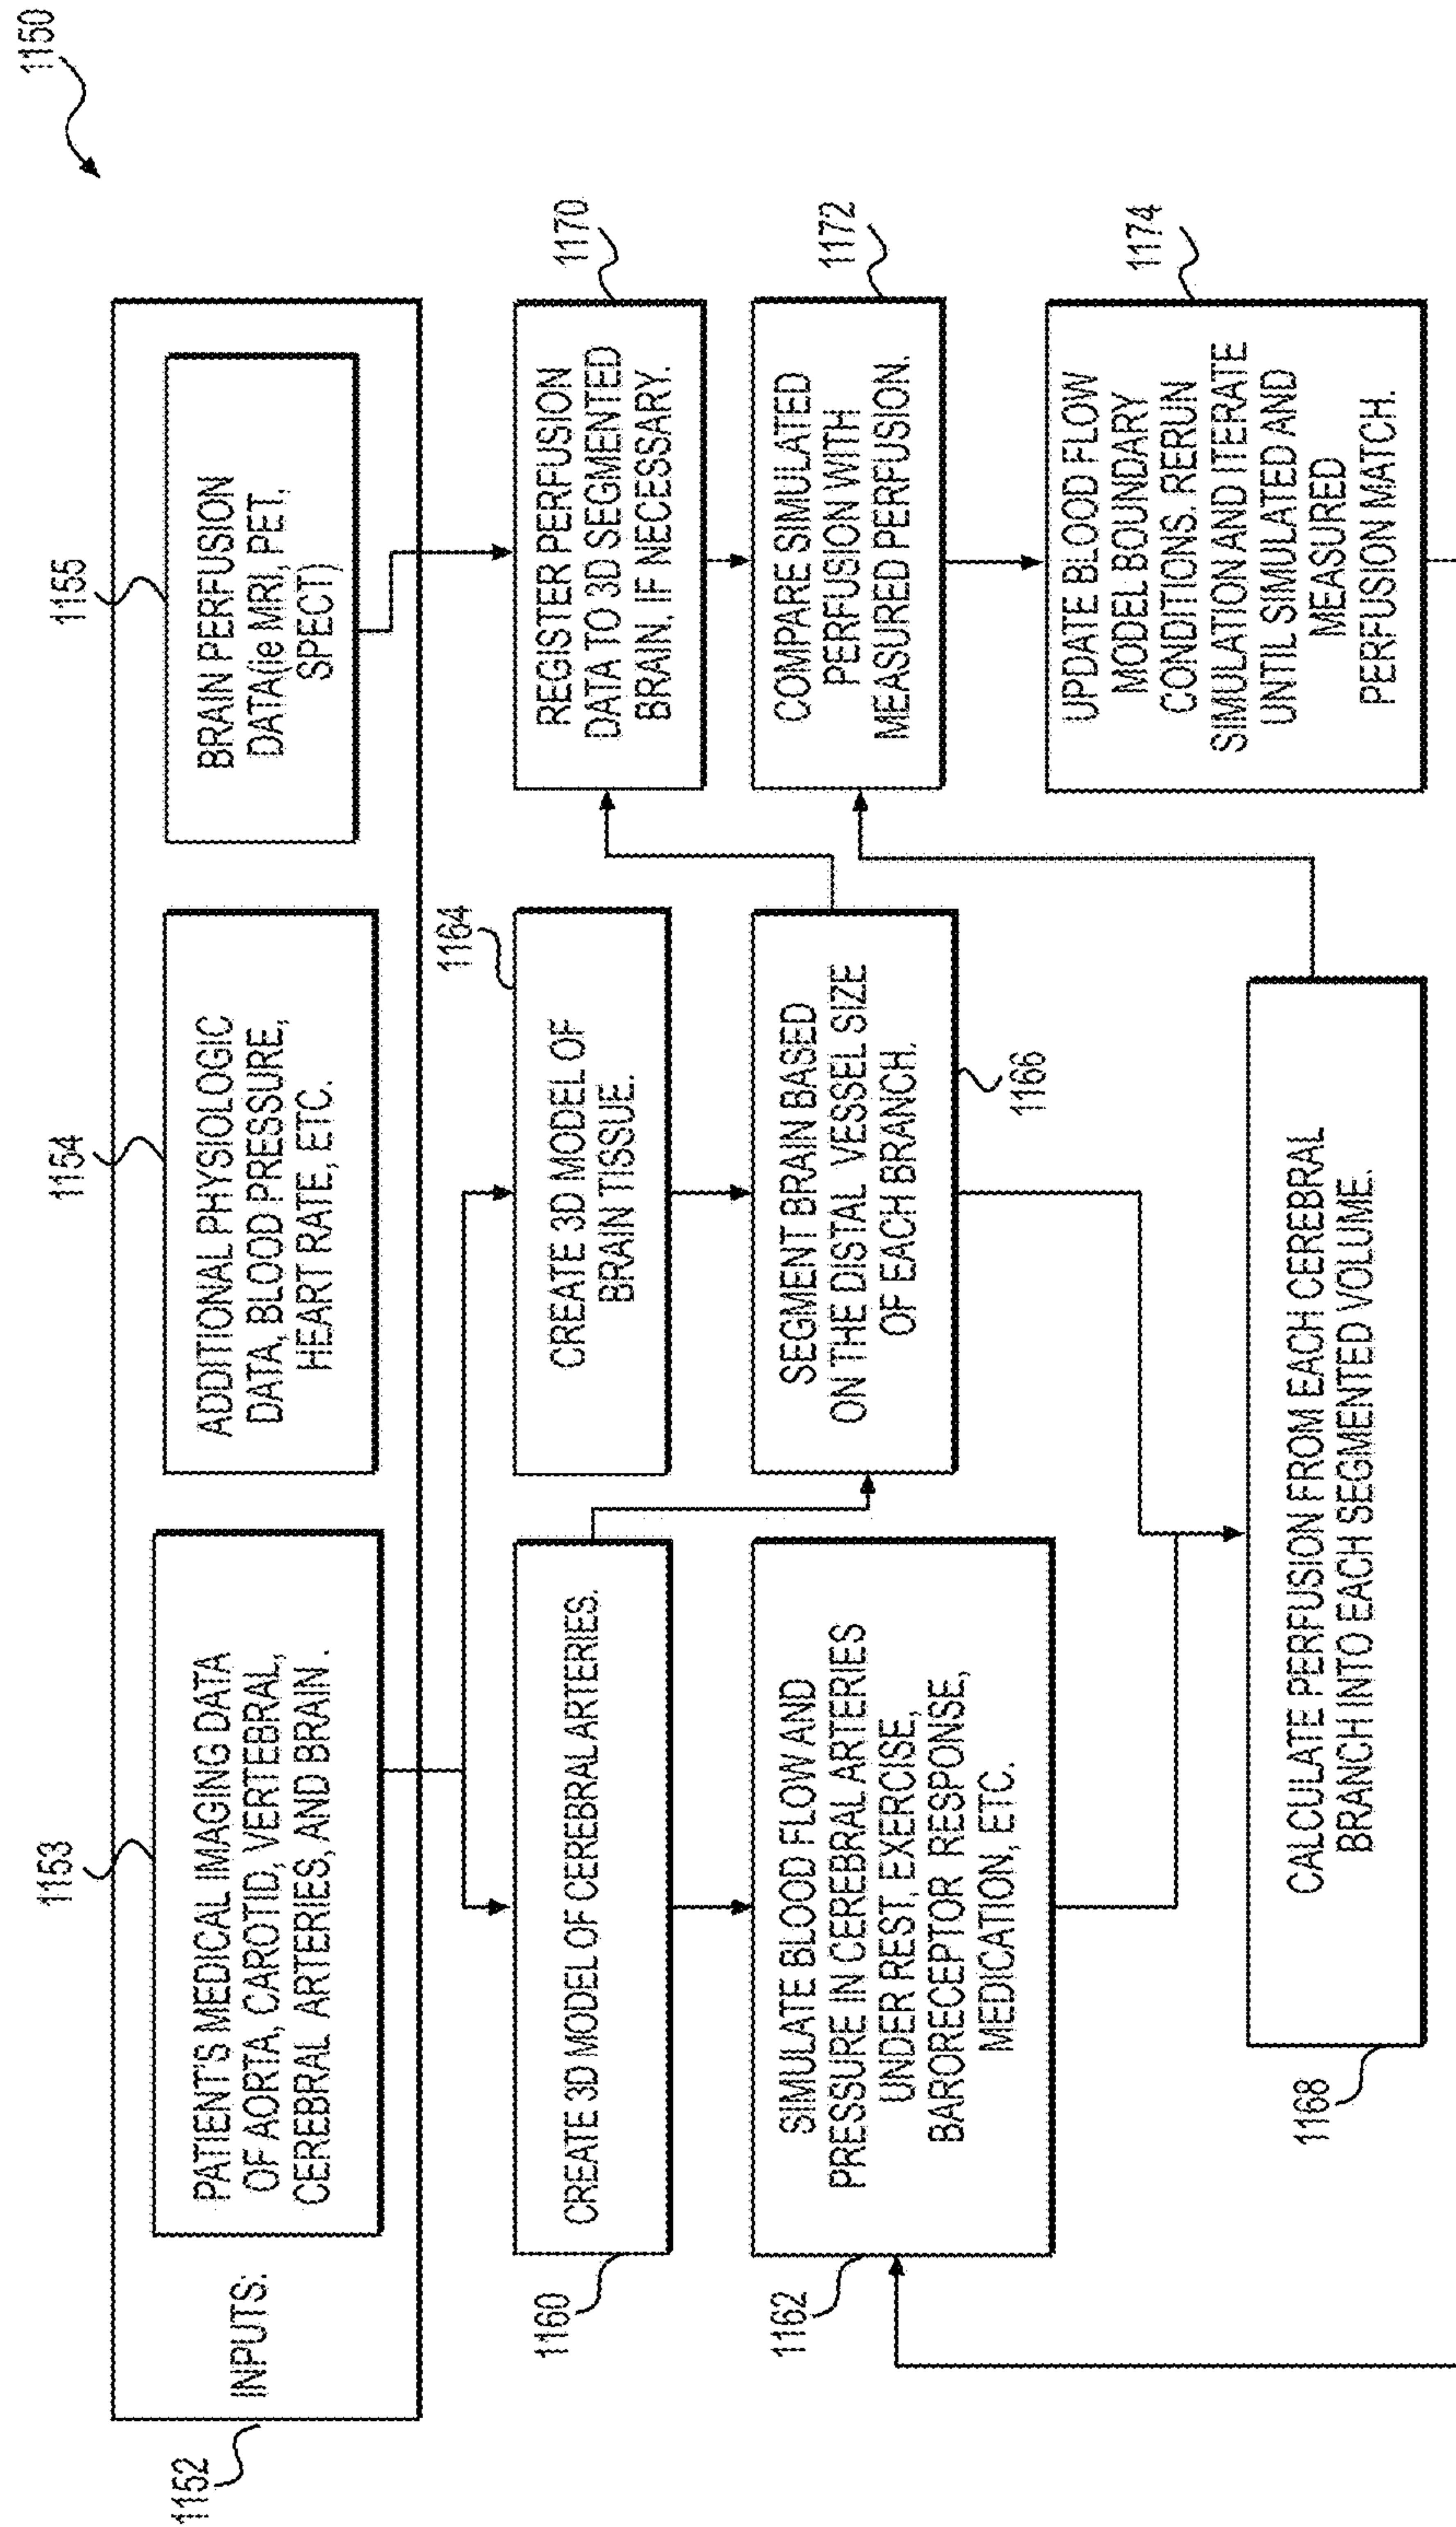 1150
1152
INPUTS:
1153
PATIENT'S MEDICAL IMAGING DATA
OF AORTA, CAROTID, VERTEBRAL,
CEREBRAL ARTERIES, AND BRAIN.
1154
ADDITIONAL PHYSIOLOGIC
DATA, BLOOD PRESSURE,
HEART RATE, ETC.
1155
BRAIN PERFUSION
DATA(ie MRI, PET,
SPECT)
1160
CREATE 3D MODEL OF CEREBRAL ARTERIES.
1164
CREATE 3D MODEL OF
BRAIN TISSUE.
REGISTER PERFUSION
DATA TO 3D SEGMENTED
BRAIN, IF NECESSARY.
1170
1162
SIMULATE BLOOD FLOW AND
PRESSURE IN CEREBRAL ARTERIES
UNDER REST, EXERCISE,
BARORECEPTOR RESPONSE,
MEDICATION, ETC.
SEGMENT BRAIN BASED
ON THE DISTAL VESSEL SIZE
OF EACH BRANCH.
1166
COMPARE SIMULATED
PERFUSION WITH
MEASURED PERFUSION.
1172
1168
CALCULATE PERFUSION FROM EACH CEREBRAL
BRANCH INTO EACH SEGMENTED VOLUME.
UPDATE BLOOD FLOW
MODEL BOUNDARY
CONDITIONS. RERUN
SIMULATION AND ITERATE
UNTIL SIMULATED AND
MEASURED
PERFUSION MATCH.
1174